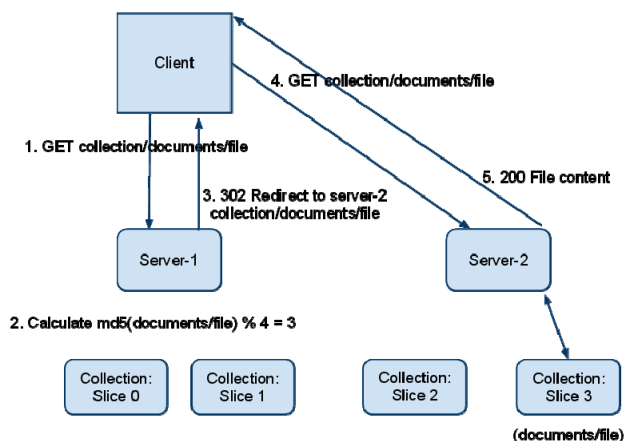 Client
4. GET collection/documents/file
1. GET collection/documents/file
5. 200 File content
3. 302 Redirect to server-2
collection/documents/file
Server-1
Server-2
2. Calculate md5(documents/file) % 4 = 3
Collection:
Slice 0
Collection:
Slice 1
Collection:
Slice 2
Collection:
Slice 3
(documents/file)